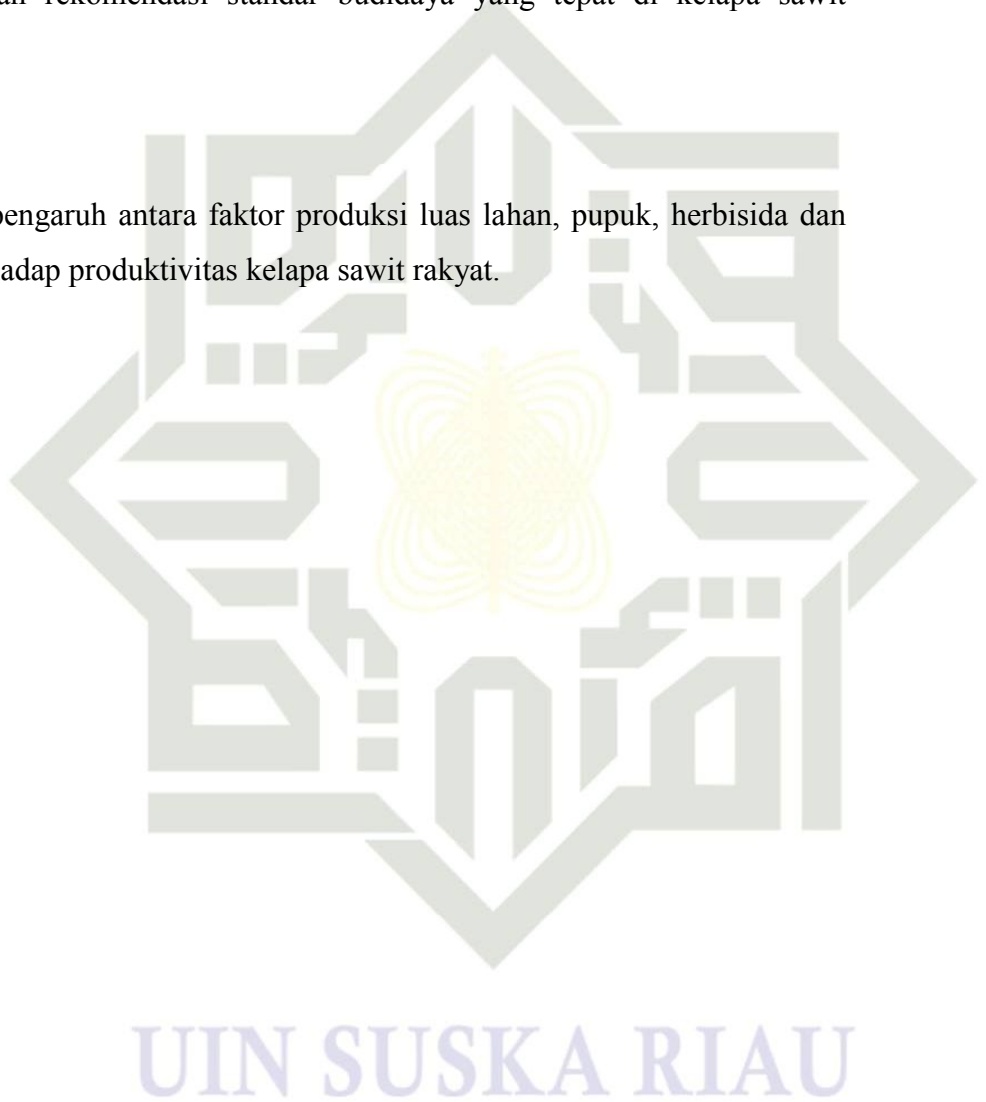 rekomendasi standar budidaya yang tepat di kelapa sawit
pengaruh antara faktor produksi luas lahan, pupuk, herbisida dan
adap produktivitas kelapa sawit rakyat.
UIN SUSKA RIAU